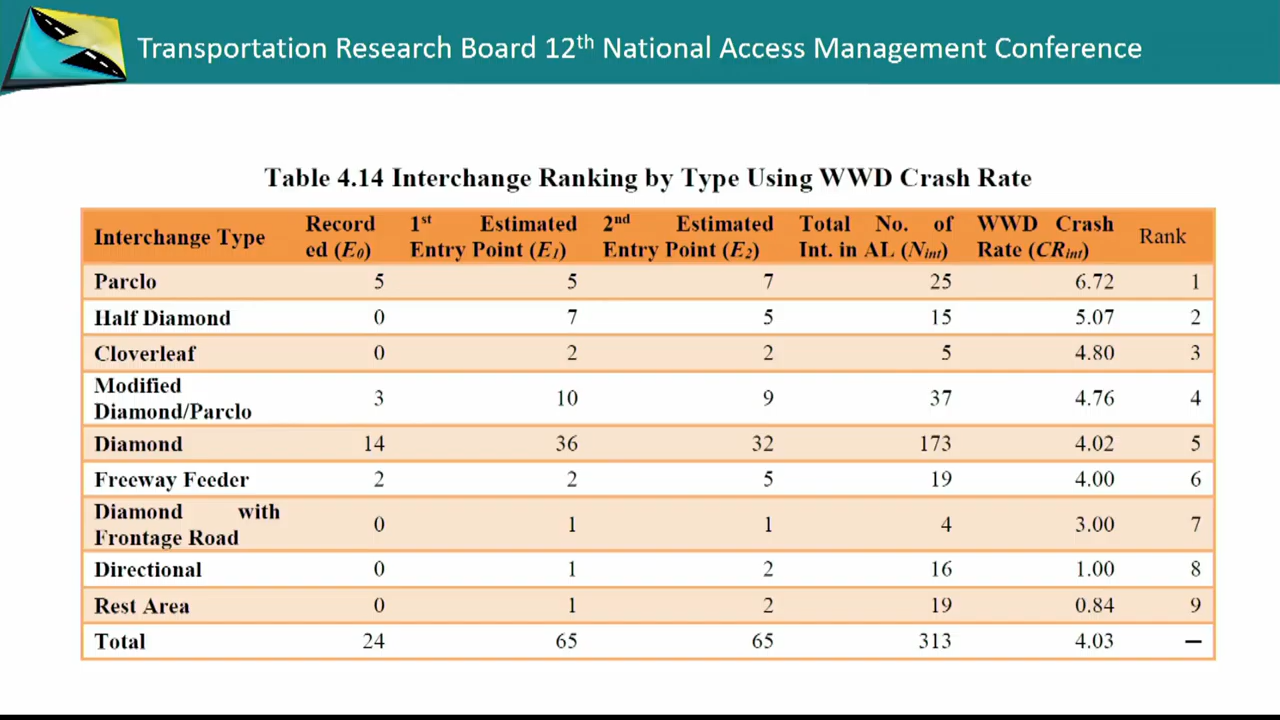 Transportation Research Board 12th National Access Management Conference
Table 4.14 Interchange Ranking by Type Using WWD Crash Rate
Interchange Type Record ed (E0) 1st Estimated Entry Point (E1) 2nd Estimated Entry Point (E2) Total No. of Int. in AL (Nint) WWD Crash Rate (CRint) Rank
Parclo 5 5 7 25 6.72 1
Half Diamond 0 7 5 15 5.07 2
Cloverleaf 0 2 2 5 4.80 3
Modified Diamond/Parclo 3 10 9 37 4.76 4
Diamond 14 36 32 173 4.02 5
Freeway Feeder 2 2 5 19 4.00 6
Diamond with Frontage Road 0 1 1 4 3.00 7
Directional 0 1 2 16 1.00 8
Rest Area 0 1 2 19 0.84 9
Total 24 65 65 313 4.03 —